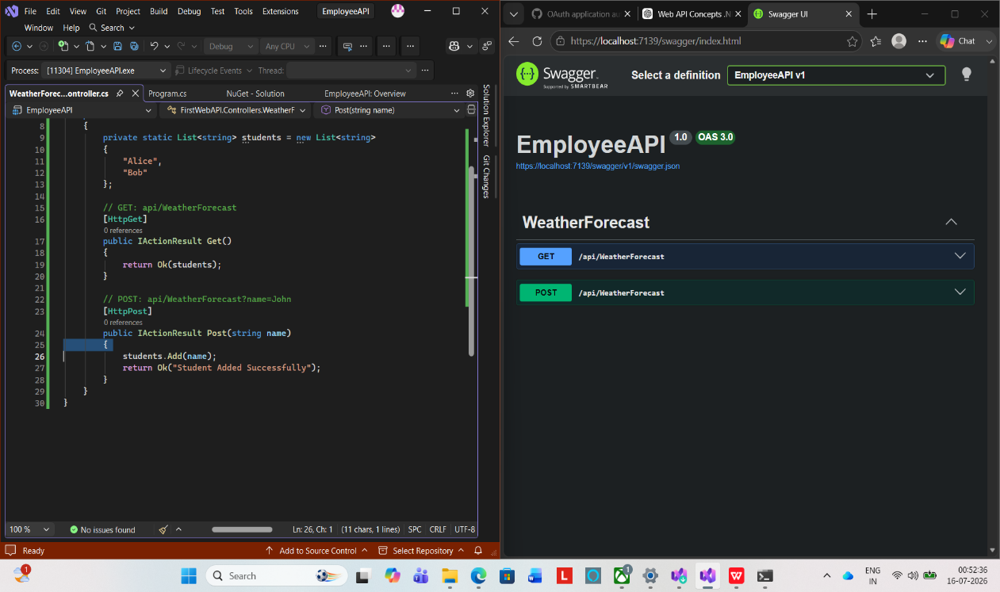 File Edit View Git Project Build Debug Test Tools Extensions EmployeeAPI
Window Help Search
Debug Any CPU
Process: [11304] EmployeeAPI.exe Lifecycle Events Thread:
WeatherForec...ontroller.cs Program.cs NuGet - Solution EmployeeAPI: Overview
EmployeeAPI FirstWebAPI.Controllers.WeatherF Post(string name)
8 {
9 private static List<string> students = new List<string>
10 {
11 "Alice",
12 "Bob"
13 };
14
15 // GET: api/WeatherForecast
16 [HttpGet]
0 references
17 public IActionResult Get()
18 {
19 return Ok(students);
20 }
21
22 // POST: api/WeatherForecast?name=John
23 [HttpPost]
0 references
24 public IActionResult Post(string name)
25 {
26 students.Add(name);
27 return Ok("Student Added Successfully");
28 }
29 }
30 }
Solution Explorer
Git Changes
100 % No issues found Ln: 26, Ch: 1 (11 chars, 1 lines) SPC CRLF UTF-8
Ready Add to Source Control Select Repository
OAuth application au Web API Concepts .N Swagger UI
https://localhost:7139/swagger/index.html Chat
Swagger. Select a definition EmployeeAPI v1
Supported by SMARTBEAR
EmployeeAPI 1.0 OAS 3.0
https://localhost:7139/swagger/v1/swagger.json
WeatherForecast
GET /api/WeatherForecast
POST /api/WeatherForecast
1 Search L 1 W ENG 00:52:36
IN 16-07-2026